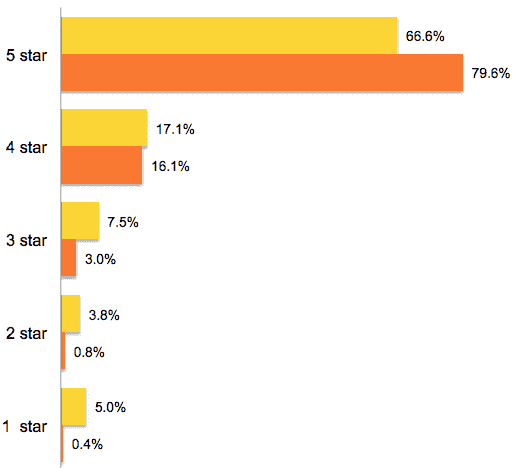 66.6%
5 star
79.6%
17.1%
4 star
16.1%
7.5%
3 star
3.0%
3.8%
2 star
0.8%
5.0%
1 star
0.4%